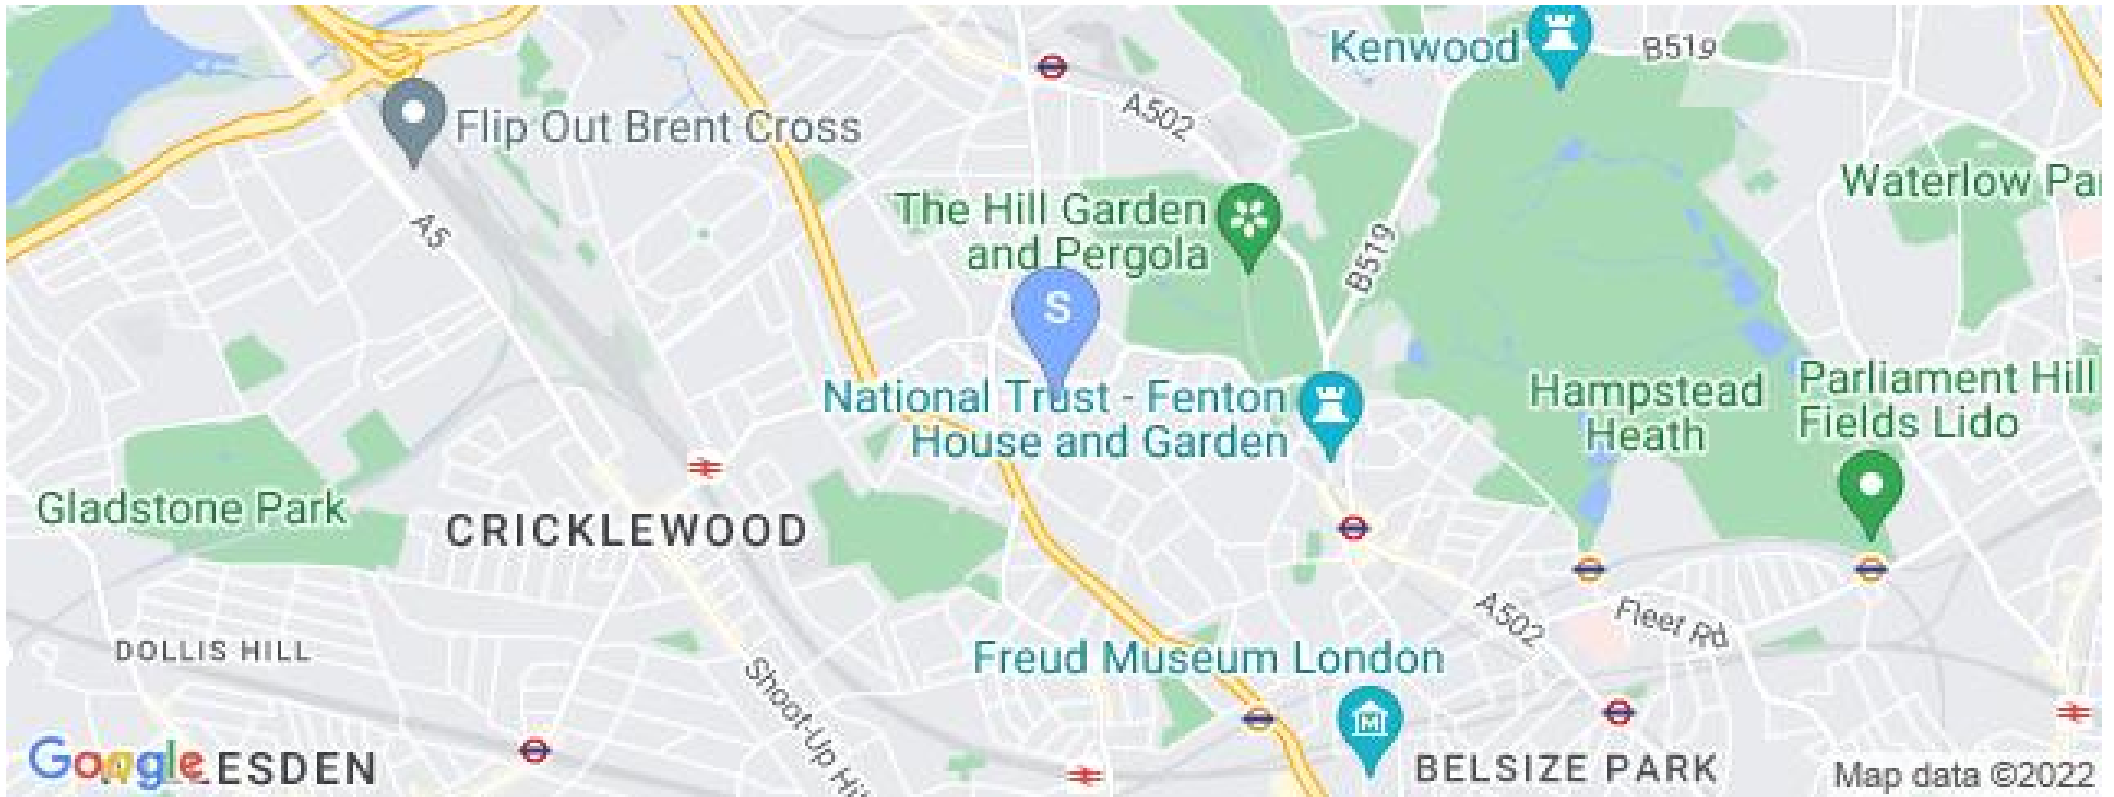 Kenwood
B519
Flip Out Brent Cross
A502
Waterlow Par
The Hill Garden
and Pergola
A5
B519
S
National Trust - Fenton
House and Garden
Hampstead
Heath
Parliament Hill
Fields Lido
Gladstone Park
CRICKLEWOOD
A502
Fleet Rd
DOLLIS HILL
Freud Museum London
Shoot-Up Hil
M
Google
ESDEN
BELSIZE PARK
Map data ©2022